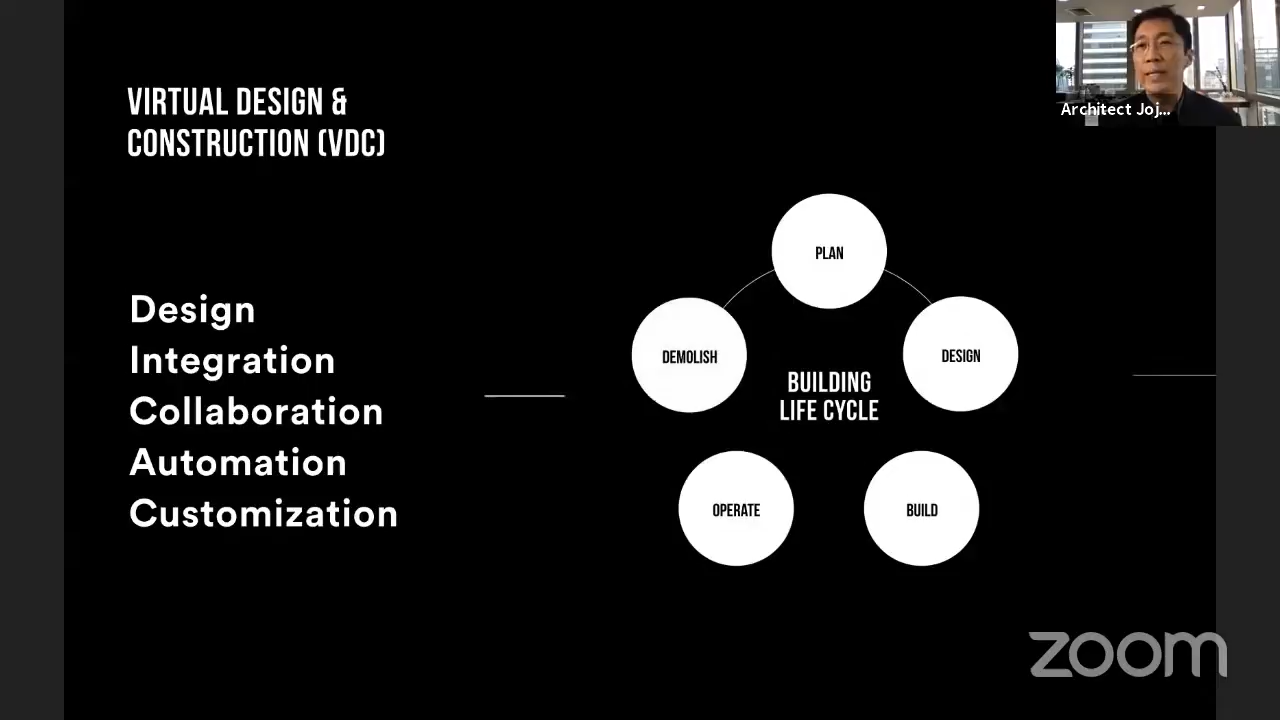 VIRTUAL DESIGN &
CONSTRUCTION (VDC)
Architect Joj...
Design
Integration
Collaboration
Automation
Customization
PLAN
DEMOLISH
DESIGN
BUILDING
LIFE CYCLE
OPERATE
BUILD
zoom